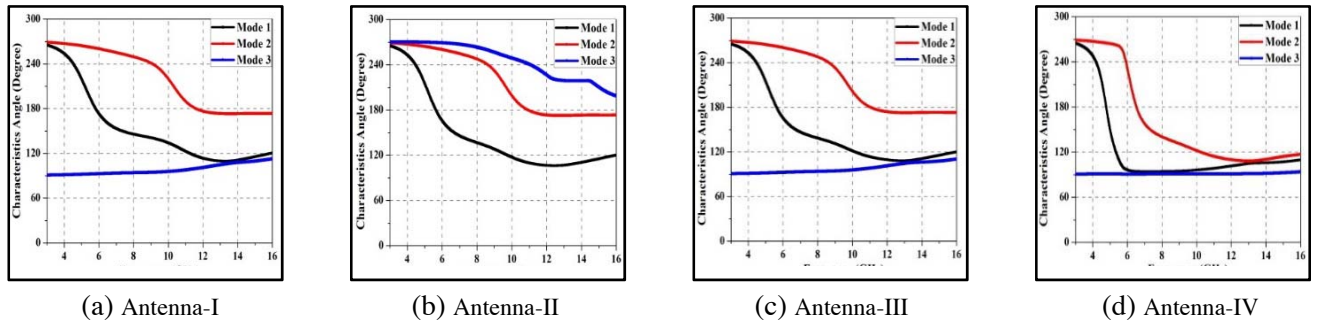 Characteristics Angle (Degree)
300
240
180
120
60
0
4 6 8 10 12 14 16
Mode 1
Mode 2
Mode 3
(a) Antenna-I
Characteristics Angle (Degree)
300
240
180
120
60
0
4 6 8 10 12 14 16
Mode 1
Mode 2
Mode 3
(b) Antenna-II
Characteristics Angle (Degree)
300
240
180
120
60
0
4 6 8 10 12 14 16
Mode 1
Mode 2
Mode 3
(c) Antenna-III
Characteristics Angle (Degree)
300
240
180
120
60
0
4 6 8 10 12 14 16
Mode 1
Mode 2
Mode 3
(d) Antenna-IV